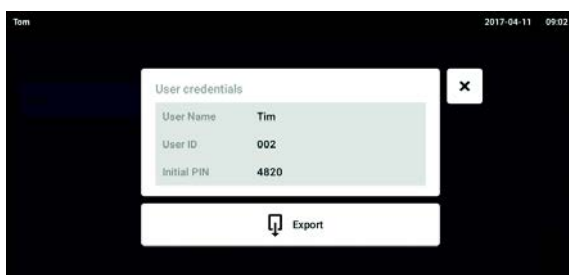 Tom 2017-04-11 09:02
User credentials
User Name Tim
User ID 002
Initial PIN 4820
Export